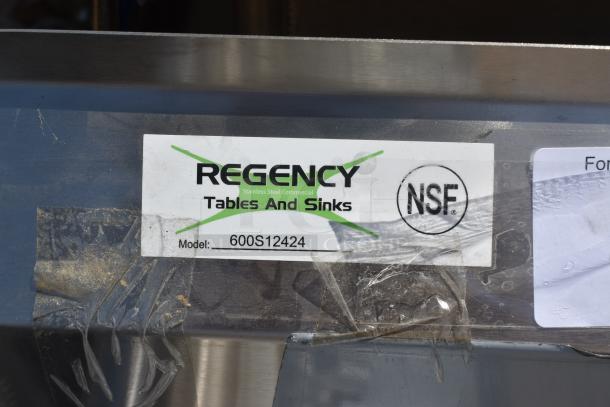 REGENCY
Stainless Steel Commercial
Tables And Sinks
Model: 600S12424
NSF®
For